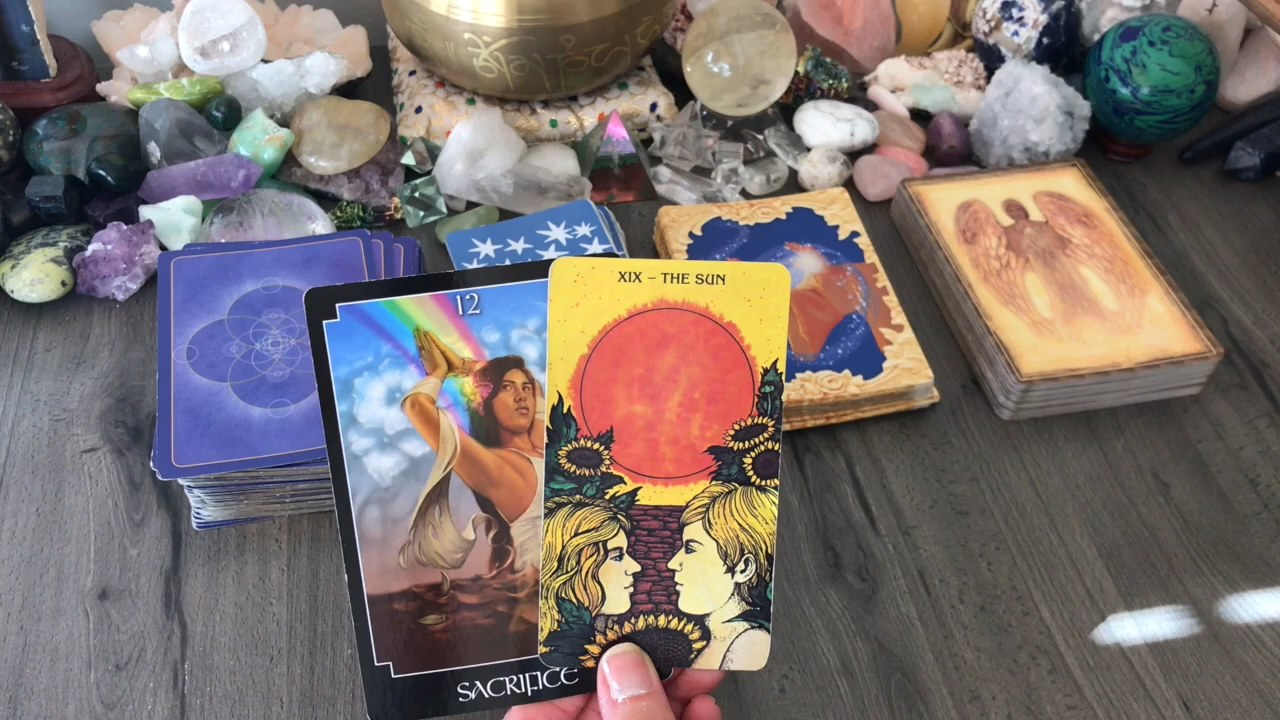 12
XIX – THE SUN
SACRIFICE